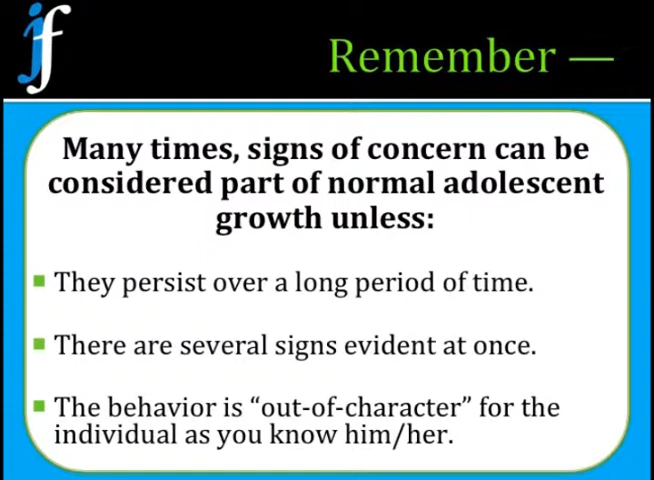 jf
Remember —
Many times, signs of concern can be
considered part of normal adolescent
growth unless:
They persist over a long period of time.
There are several signs evident at once.
The behavior is “out-of-character” for the
individual as you know him/her.